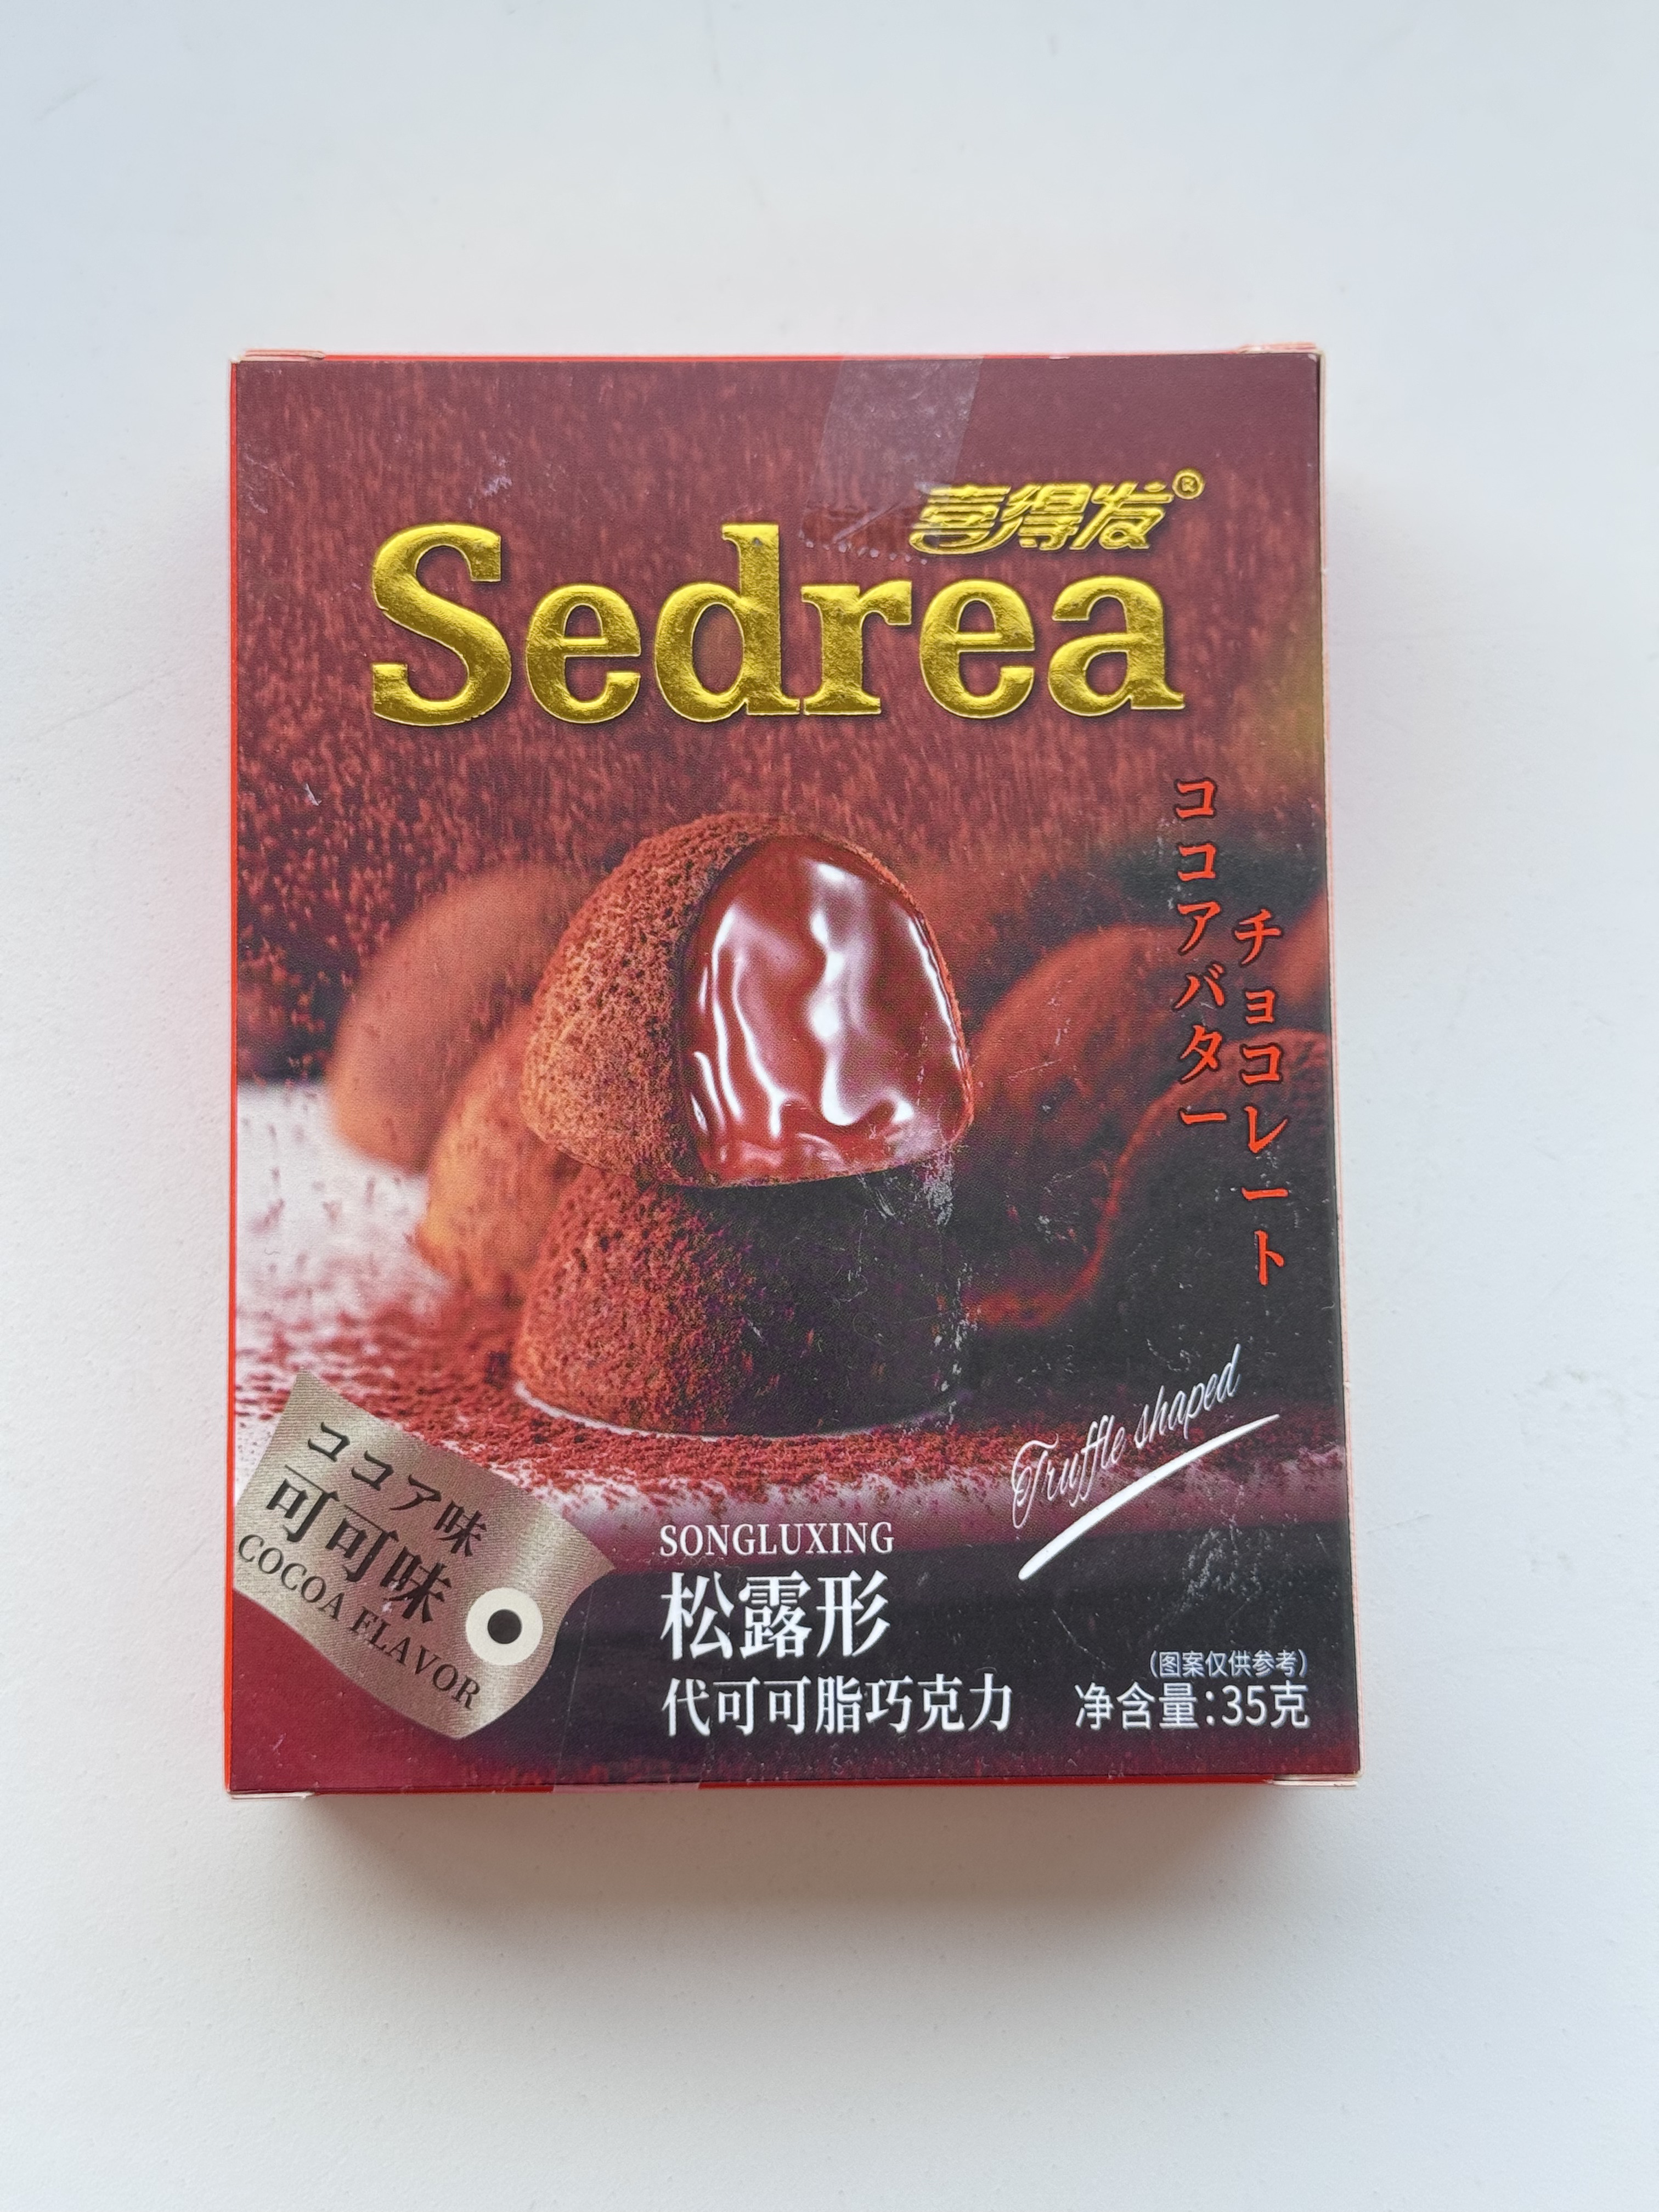 喜得发®
Sedrea
ココアバター
チョコレート
Truffle shaped
ココア味
可可味
COCOA FLAVOR
SONGLUXING
松露形
代可可脂巧克力
(图案仅供参考)
净含量:35克